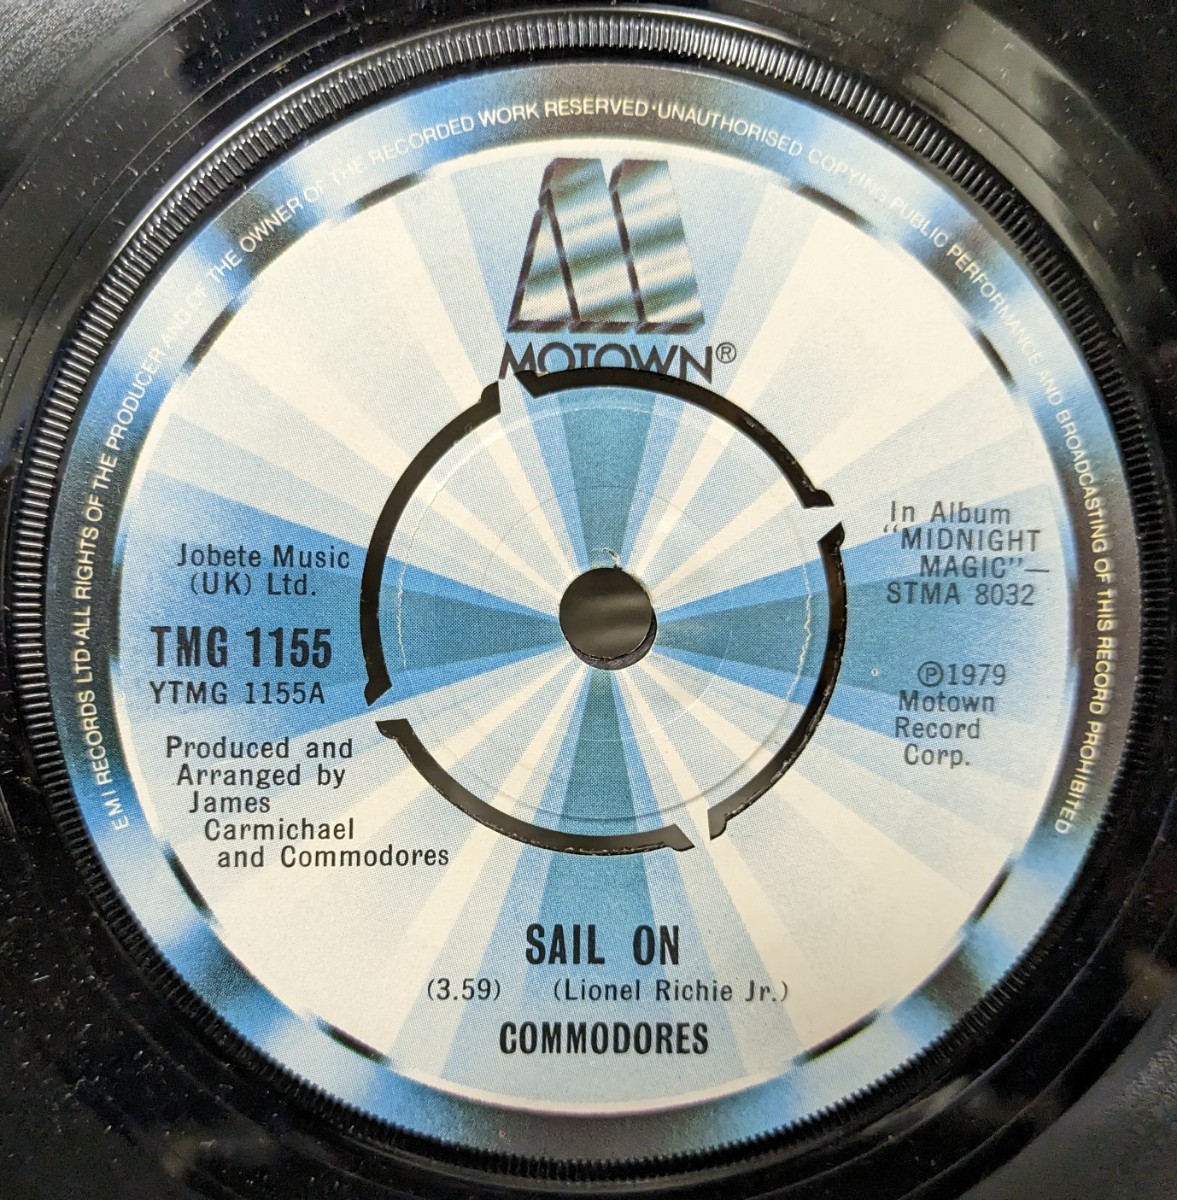 EMI RECORDS LTD·ALL RIGHTS OF THE PRODUCER AND OF THE OWNER OF THE RECORDED WORK RESERVED·UNAUTHORISED COPYING PUBLIC PERFORMANCE AND BROADCASTING OF THIS RECORD PROHIBITED
MOTOWN®
In Album
"MIDNIGHT
MAGIC"—
STMA 8032
Jobete Music
(UK) Ltd.
TMG 1155
YTMG 1155A
℗1979
Motown
Record
Corp.
Produced and
Arranged by
James
Carmichael
and Commodores
SAIL ON
(3.59) (Lionel Richie Jr.)
COMMODORES